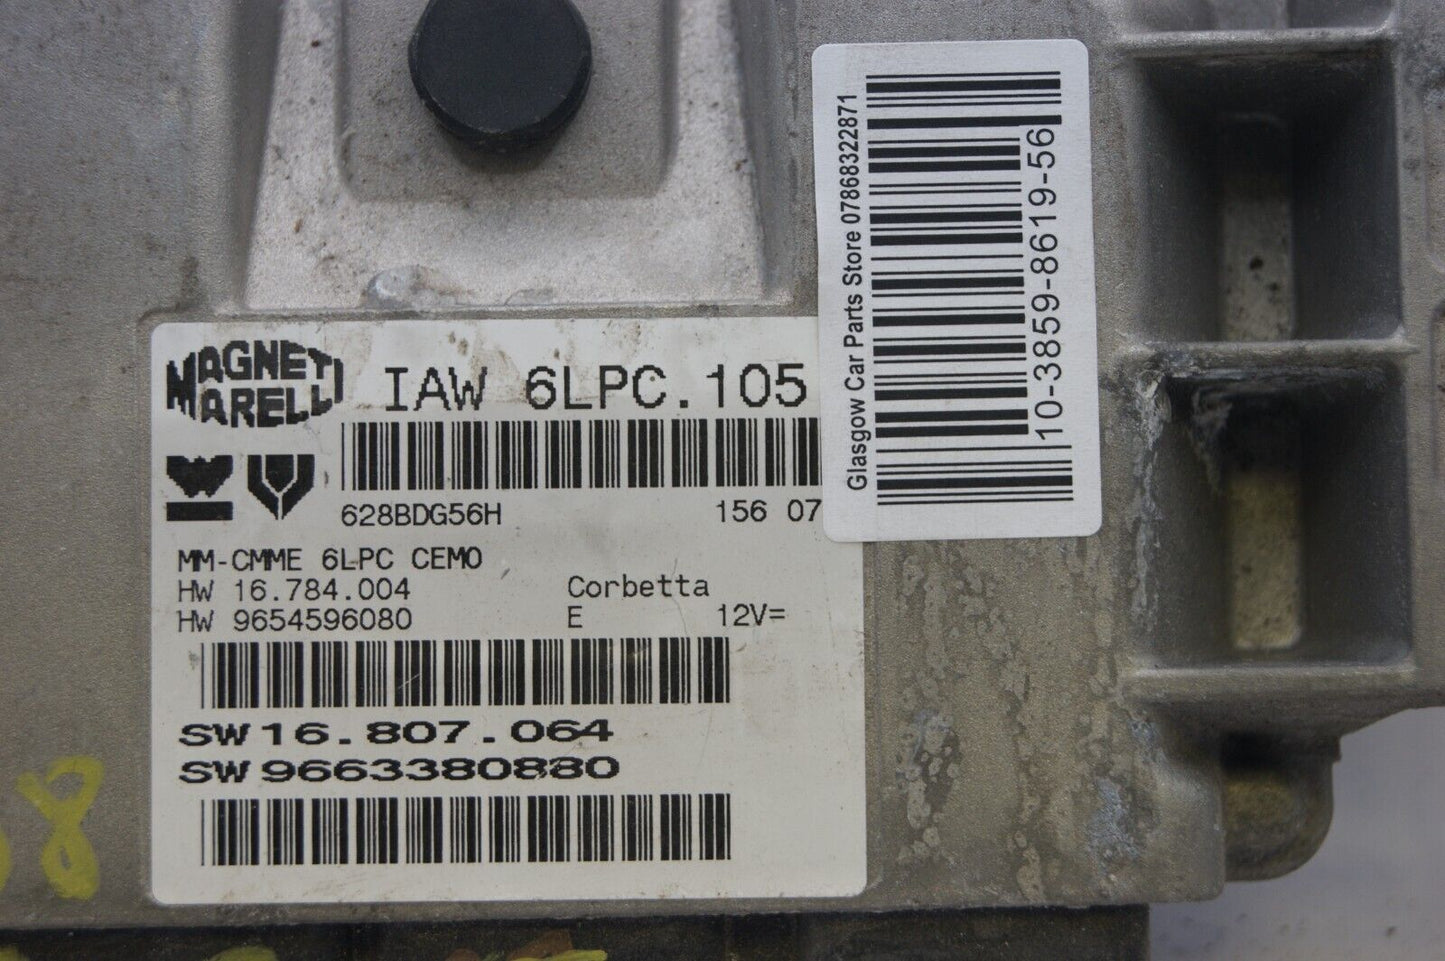 MAGNETI
MARELLI
IAW 6LPC.105
628BDG56H 156 07
MM-CMME 6LPC CEMO
HW 16.784.004 Corbetta
HW 9654596080 E 12V=
SW 16.807.064
SW 9663380880
Glasgow Car Parts Store 07868322871
10-3859-8619-56
8